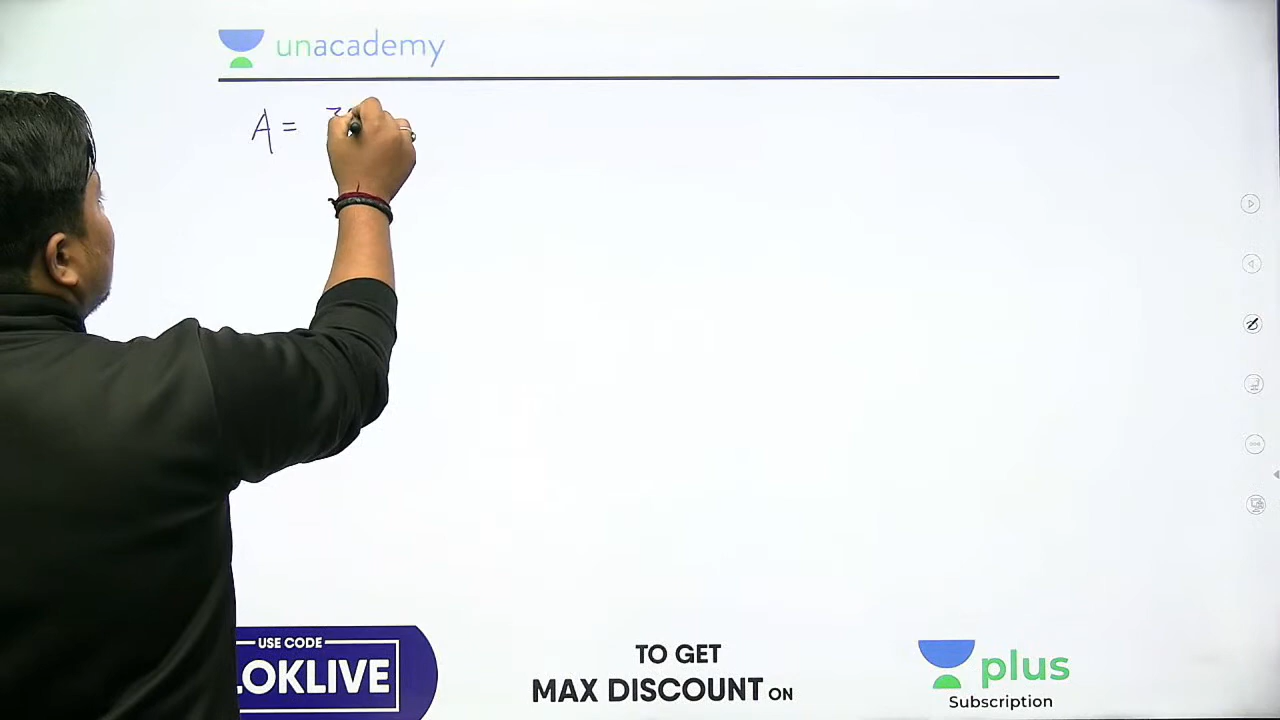 unacademy
A =
USE CODE
LOKLIVE
TO GET
MAX DISCOUNT ON
plus
Subscription